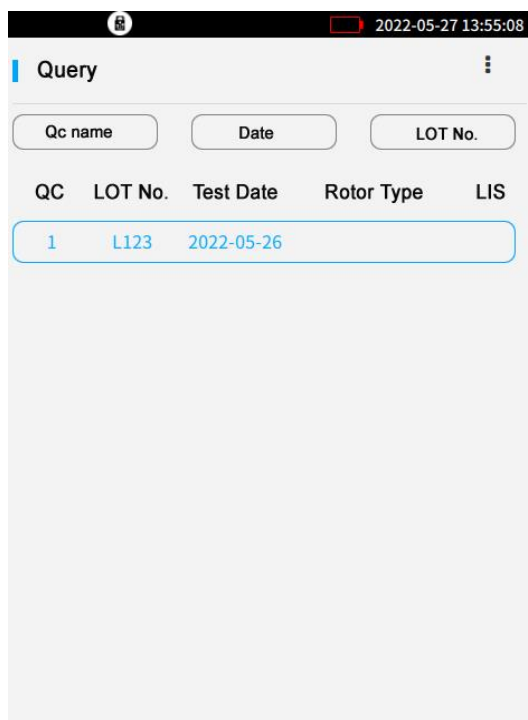 2022-05-27 13:55:08
Query
Qc name Date LOT No.
QC LOT No. Test Date Rotor Type LIS
1 L123 2022-05-26